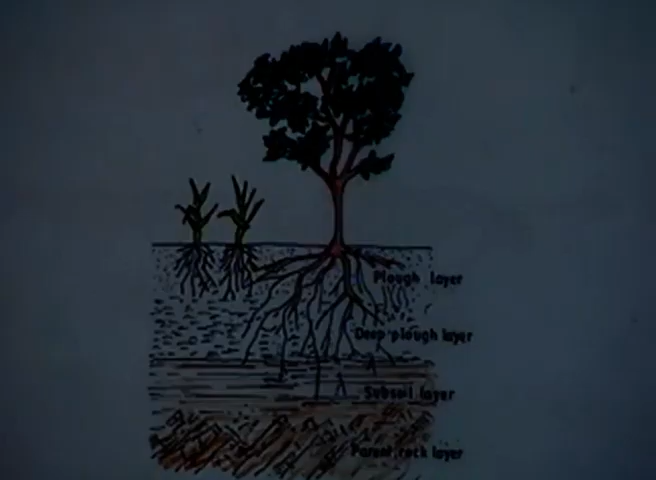 Plough layer
Deep-plough layer
Subsoil layer
Parent rock layer